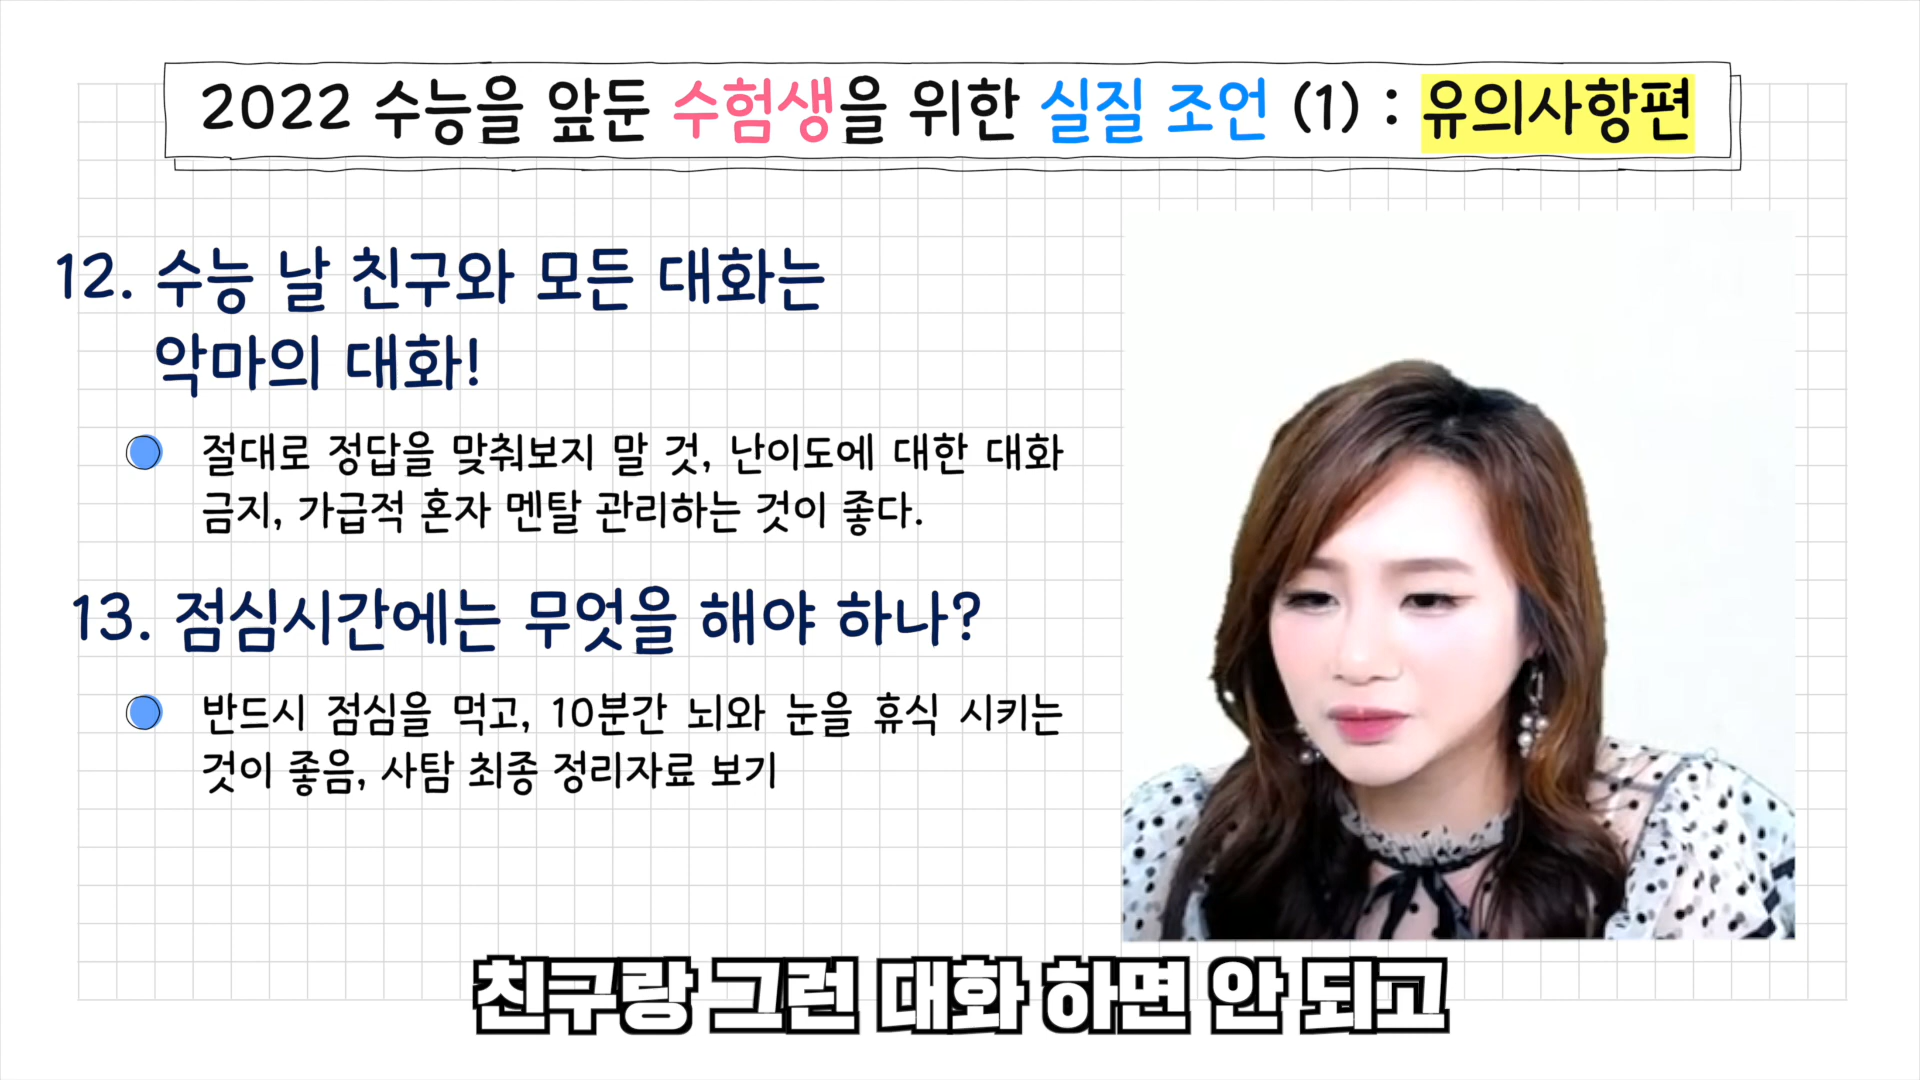 2022 수능을 앞둔 수험생을 위한 실질 조언 (1) : 유의사항편
12. 수능 날 친구와 모든 대화는
악마의 대화!
절대로 정답을 맞춰보지 말 것, 난이도에 대한 대화
금지, 가급적 혼자 멘탈 관리하는 것이 좋다.
13. 점심시간에는 무엇을 해야 하나?
반드시 점심을 먹고, 10분간 뇌와 눈을 휴식 시키는
것이 좋음, 사탐 최종 정리자료 보기
친구랑 그런 대화 하면 안 되고